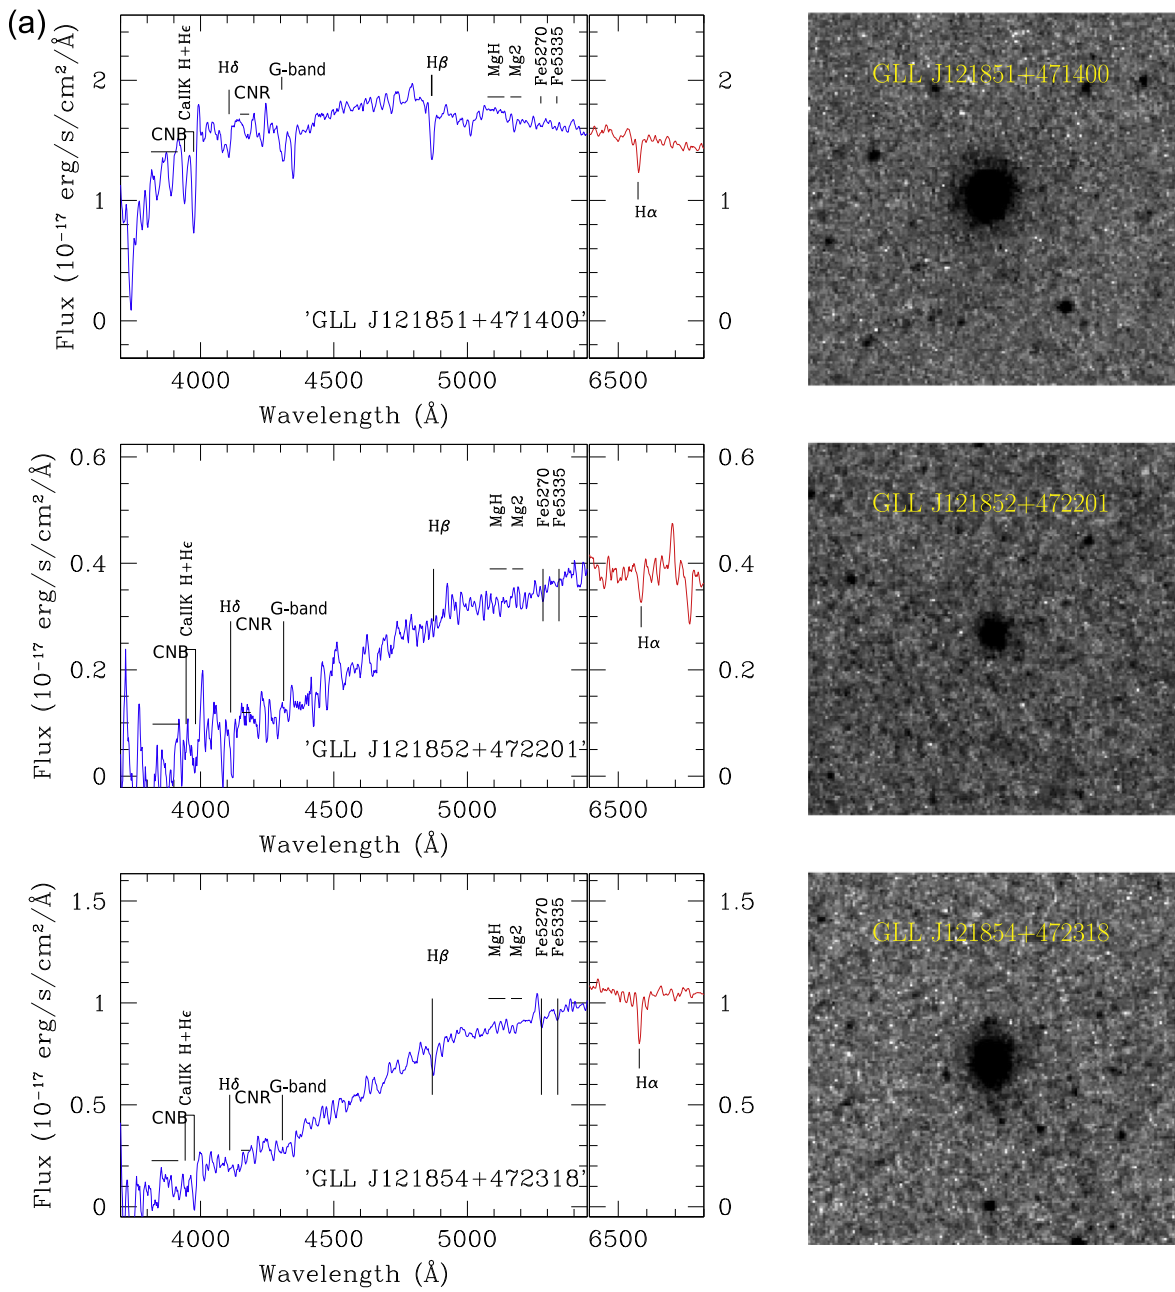 (a)
Flux (10⁻¹⁷ erg/s/cm²/Å)
2
1
0
CNB
CaIIK H+Hϵ
Hδ
CNR
G-band
Hβ
MgH
Mg2
Fe5270
Fe5335
Hα
2
1
0
'GLL J121851+471400'
4000 4500 5000 6500
Wavelength (Å)
GLL J121851+471400
Flux (10⁻¹⁷ erg/s/cm²/Å)
0.6
0.4
0.2
0
CNB
CaIIK H+Hϵ
Hδ
CNR
G-band
Hβ
MgH
Mg2
Fe5270
Fe5335
Hα
0.6
0.4
0.2
0
'GLL J121852+472201'
4000 4500 5000 6500
Wavelength (Å)
GLL J121852+472201
Flux (10⁻¹⁷ erg/s/cm²/Å)
1.5
1
0.5
0
CNB
CaIIK H+Hϵ
Hδ
CNR
G-band
Hβ
MgH
Mg2
Fe5270
Fe5335
Hα
1.5
1
0.5
0
'GLL J121854+472318'
4000 4500 5000 6500
Wavelength (Å)
GLL J121854+472318